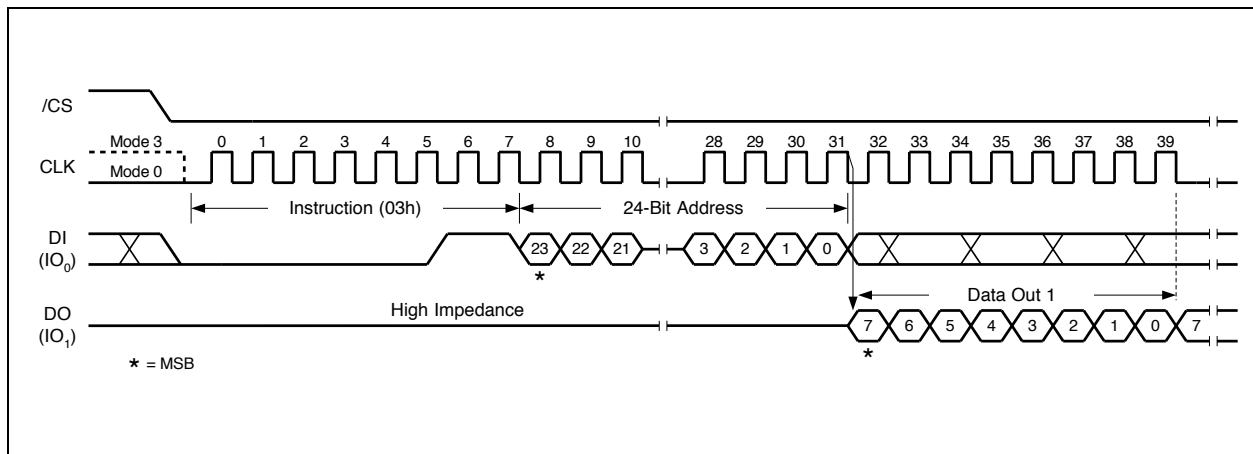 /CS
Mode 3 0 1 2 3 4 5 6 7 8 9 10 28 29 30 31 32 33 34 35 36 37 38 39
CLK Mode 0
Instruction (03h) 24-Bit Address
DI
(IO0) 23 22 21 3 2 1 0
*
Data Out 1
High Impedance
DO
(IO1) 7 6 5 4 3 2 1 0 7
*
* = MSB